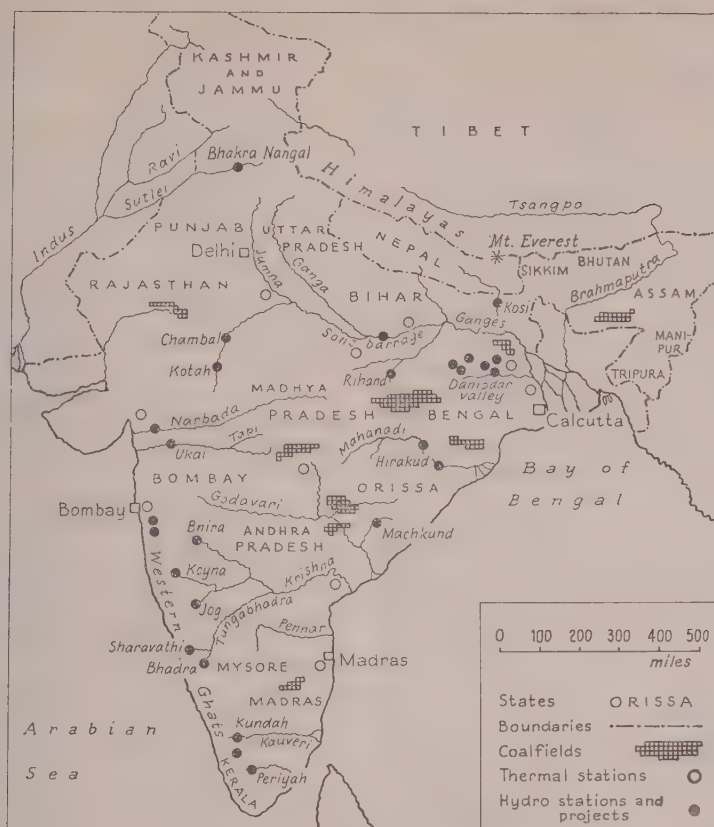 KASHMIR
AND
JAMMU
TIBET
Ravi
Bhakra Nangal
Sutlej
Indus
Himalayas
Tsangpo
PUNJAB
UTTAR
PRADESH
Delhi
Jumna
Ganga
NEPAL
Mt. Everest
SIKKIM
BHUTAN
Brahmaputra
ASSAM
RAJASTHAN
BIHAR
Kosi
MANI-
PUR
TRIPURA
Chambal
Sone barrage
Ganges
Kotah
Rihand
Damodar
valley
MADHYA
PRADESH
BENGAL
Calcutta
Narbada
Tapi
Ukai
Mahanadi
Hirakud
Bay of
Bengal
BOMBAY
ORISSA
Godavari
Bombay
Bnira
ANDHRA
PRADESH
Machkund
Koyna
Krishna
Western
Jog
Tungabhadra
Pennar
Sharavathi
Bhadra
MYSORE
Madras
Ghats
MADRAS
Arabian
Sea
Kundah
Kauveri
KERALA
Periyah
0 100 200 300 400 500
miles
States ORISSA
Boundaries
Coalfields
Thermal stations
Hydro stations and
projects